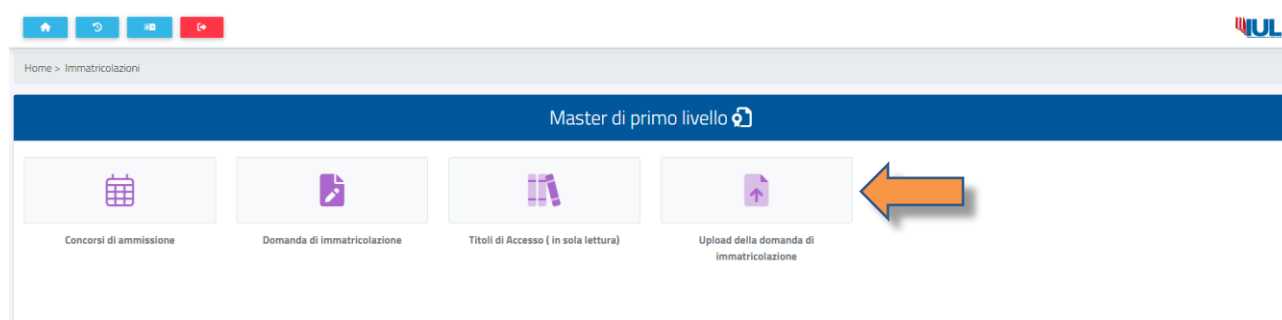 IUL
Home > Immatricolazioni
Master di primo livello
Concorsi di ammissione
Domanda di immatricolazione
Titoli di Accesso ( in sola lettura)
Upload della domanda di
immatricolazione